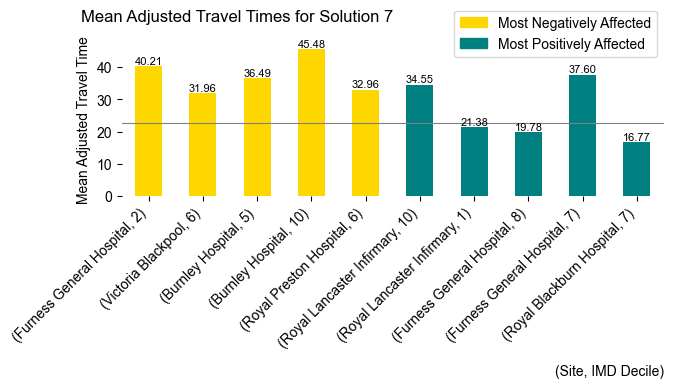 Mean Adjusted Travel Times for Solution 7
Most Negatively Affected
Most Positively Affected
Mean Adjusted Travel Time
40
30
20
10
0
40.21
31.96
36.49
45.48
32.96
34.55
21.38
19.78
37.60
16.77
(Furness General Hospital, 2)
(Victoria Blackpool, 6)
(Burnley Hospital, 5)
(Burnley Hospital, 10)
(Royal Preston Hospital, 6)
(Royal Lancaster Infirmary, 10)
(Royal Lancaster Infirmary, 1)
(Furness General Hospital, 8)
(Furness General Hospital, 7)
(Royal Blackburn Hospital, 7)
(Site, IMD Decile)